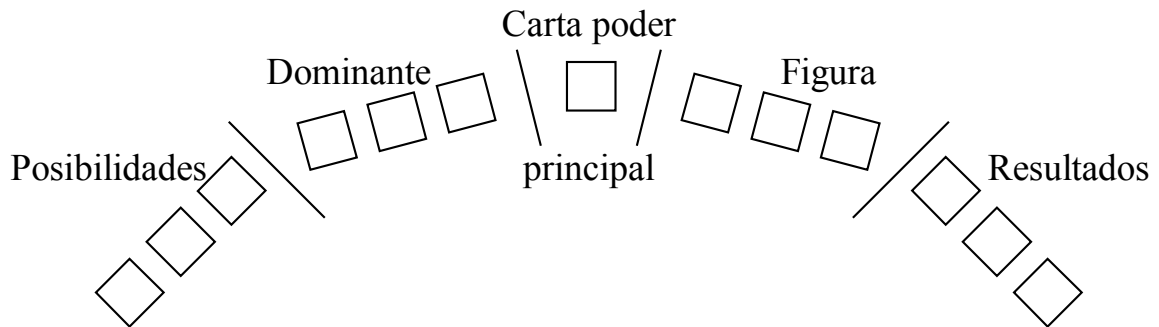 Carta poder
Dominante
Figura
Posibilidades
principal
Resultados